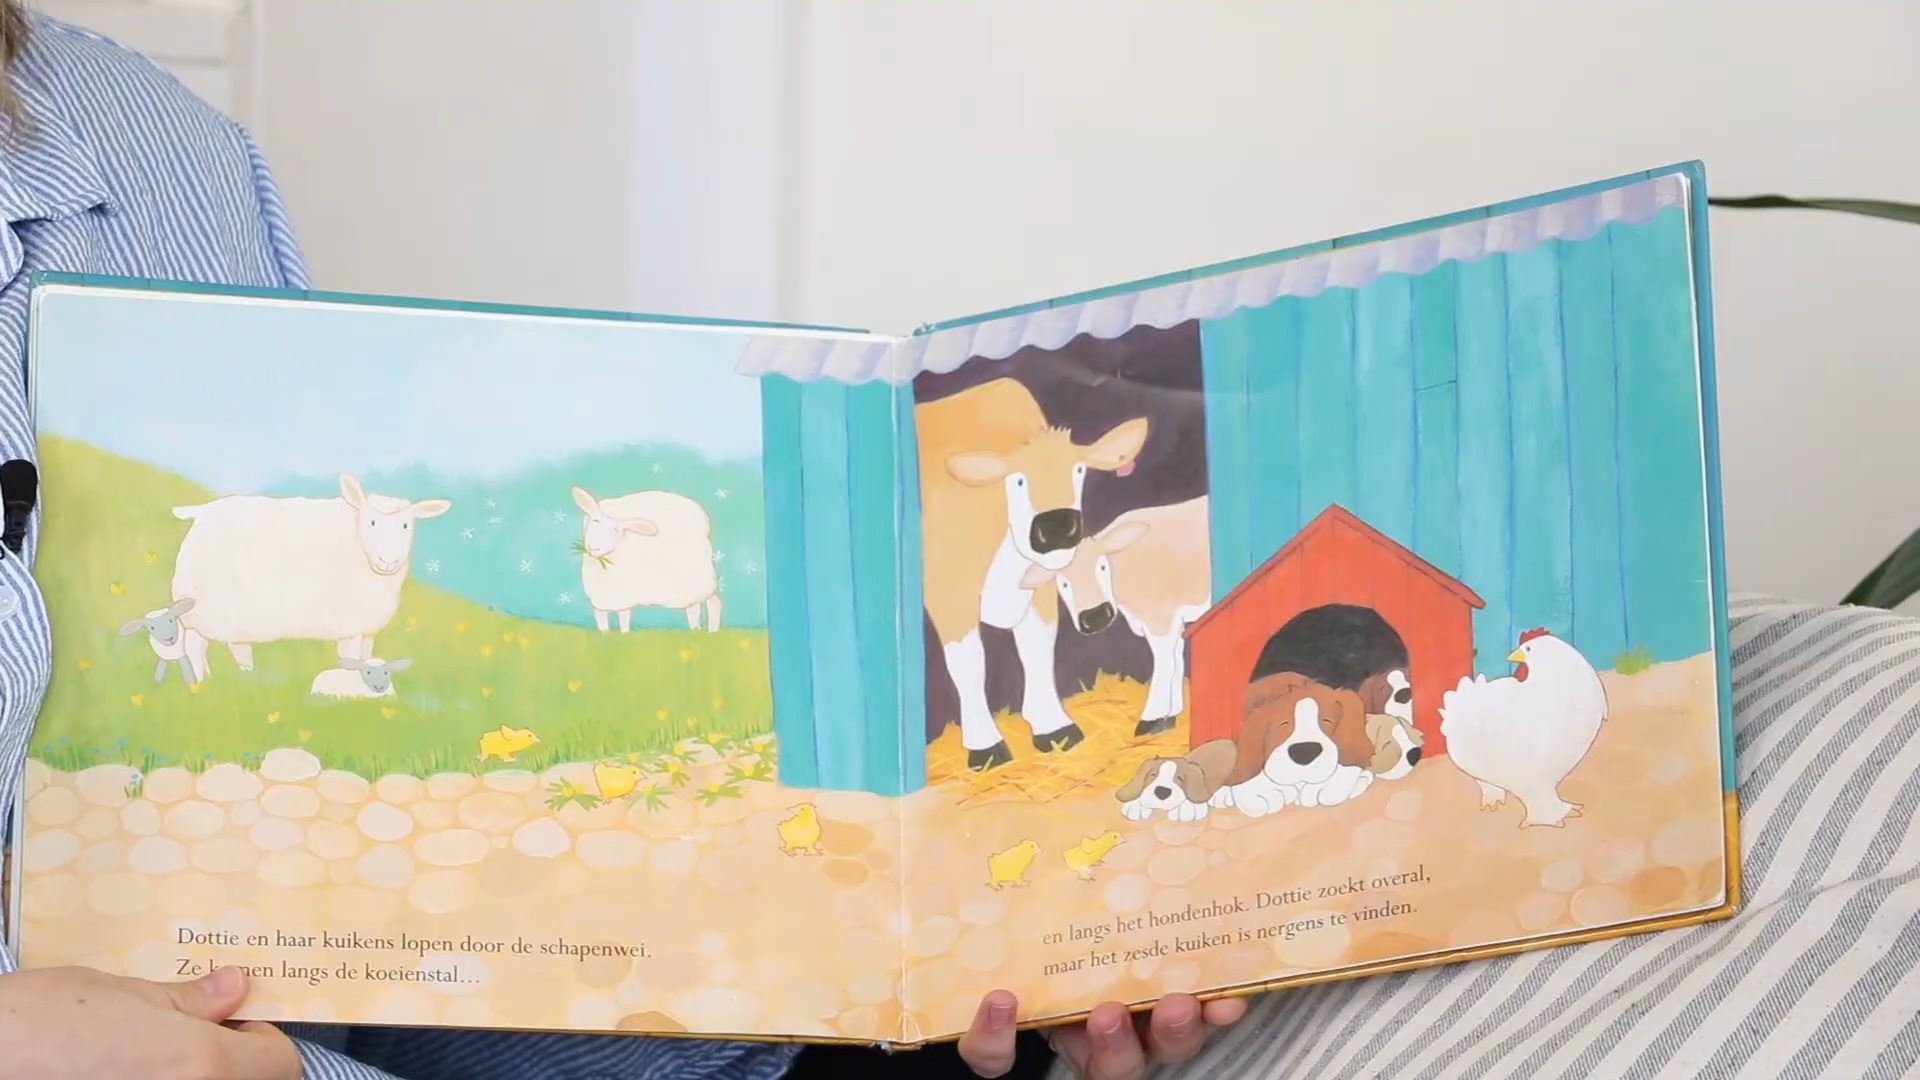 Dottie en haar kuikens lopen door de schapenwei.
Ze komen langs de koeienstal...
en langs het hondenhok. Dottie zoekt overal,
maar het zesde kuiken is nergens te vinden.